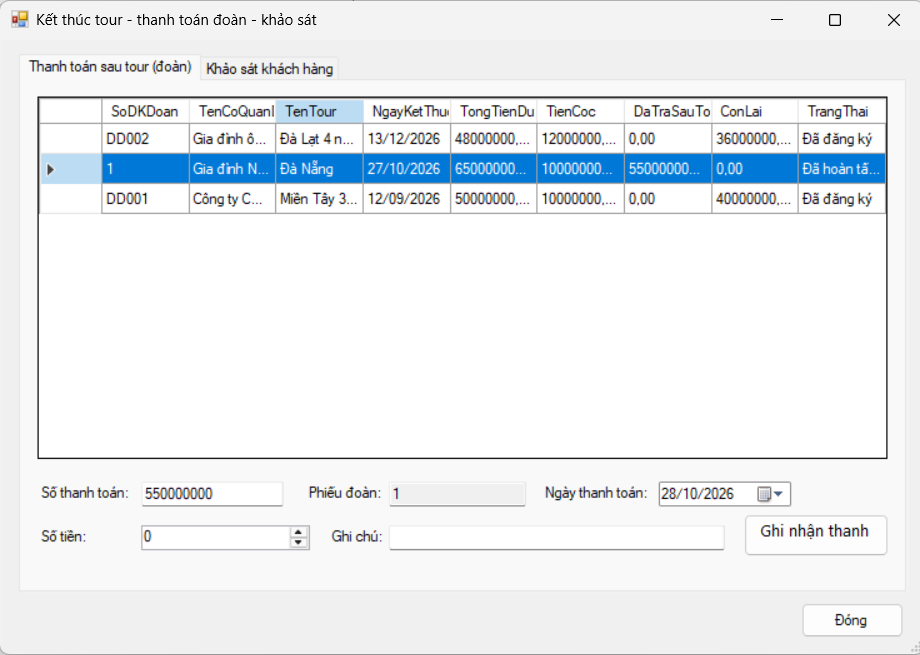 Kết thúc tour - thanh toán đoàn - khảo sát
Thanh toán sau tour (đoàn) Khảo sát khách hàng
SoDKDoan TenCoQuanI TenTour NgayKetThu TongTienDu TienCoc DaTraSauTo ConLai TrangThai
DD002 Gia đình ô... Đà Lạt 4 n... 13/12/2026 48000000,... 12000000,... 0,00 36000000,... Đã đăng ký
1 Gia đình N... Đà Nẵng 27/10/2026 65000000... 10000000... 55000000... 0,00 Đã hoàn tấ...
DD001 Công ty C... Miền Tây 3... 12/09/2026 50000000,... 10000000,... 0,00 40000000,... Đã đăng ký
Số thanh toán: 550000000 Phiếu đoàn: 1 Ngày thanh toán: 28/10/2026
Số tiền: 0 Ghi chú: Ghi nhận thanh
Đóng